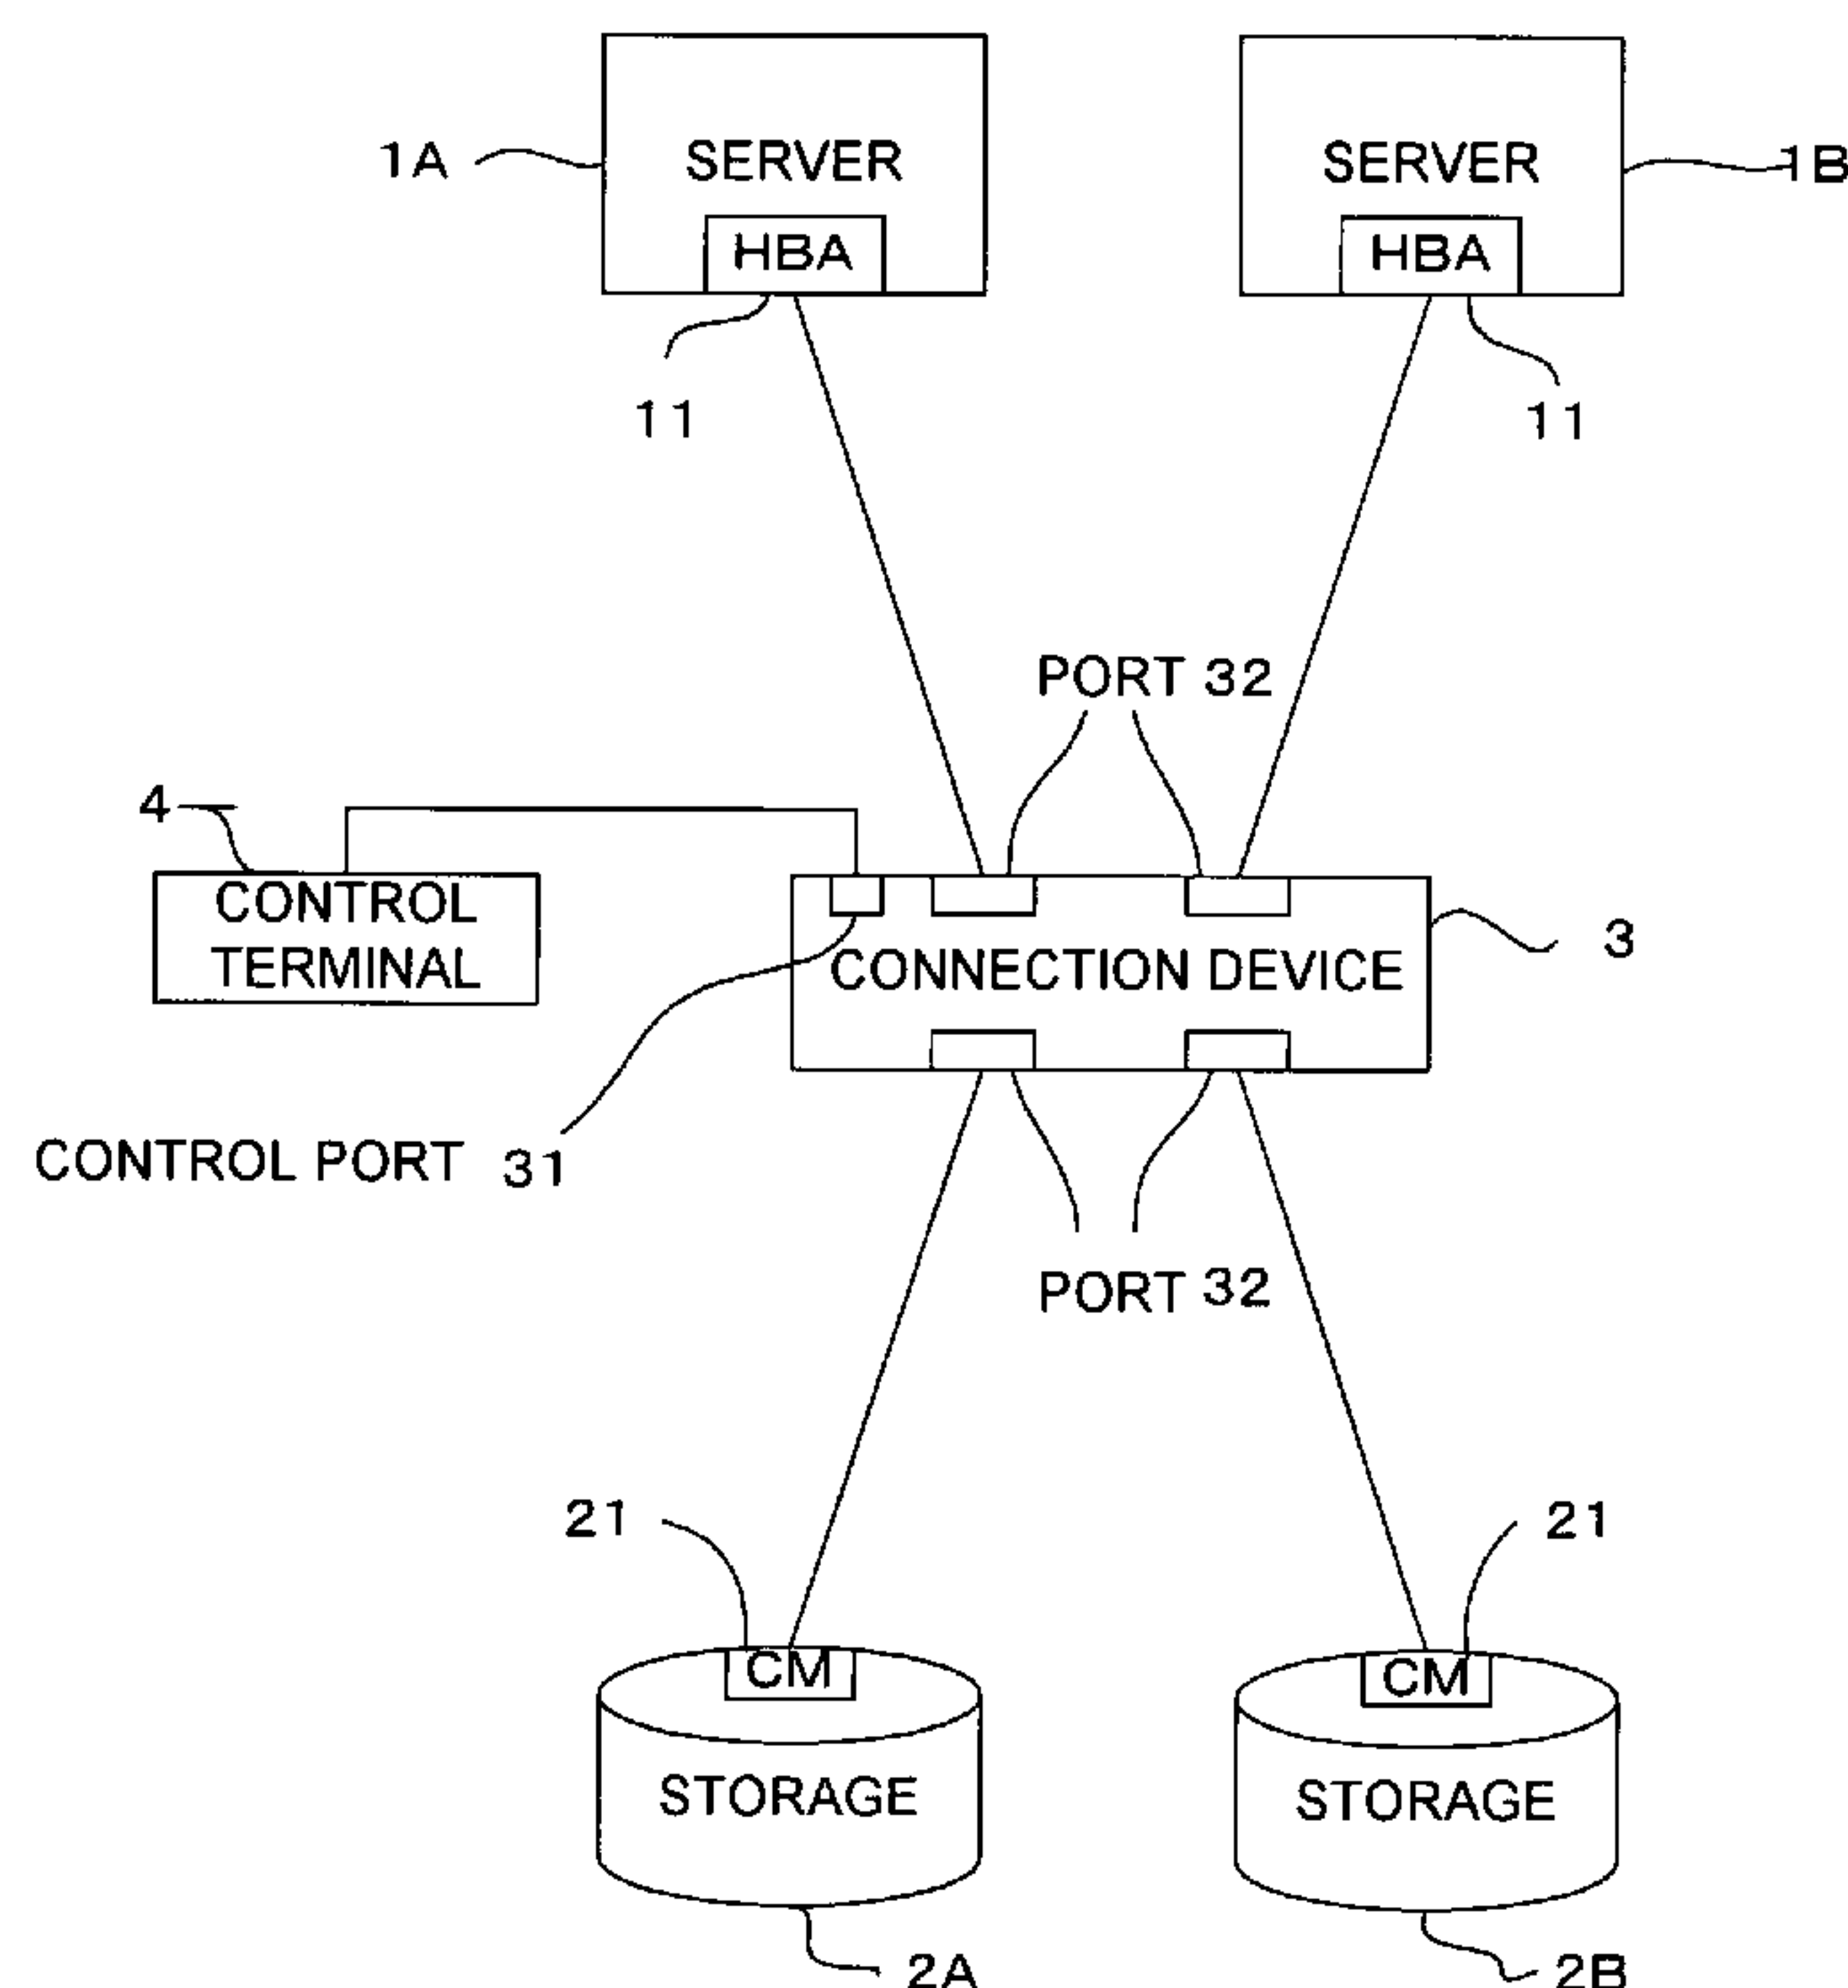 1A
SERVER
HBA
11
SERVER
1B
HBA
11
PORT 32
4
CONTROL
TERMINAL
CONNECTION DEVICE
3
CONTROL PORT 31
PORT 32
21
21
CM
CM
STORAGE
STORAGE
2A
2B